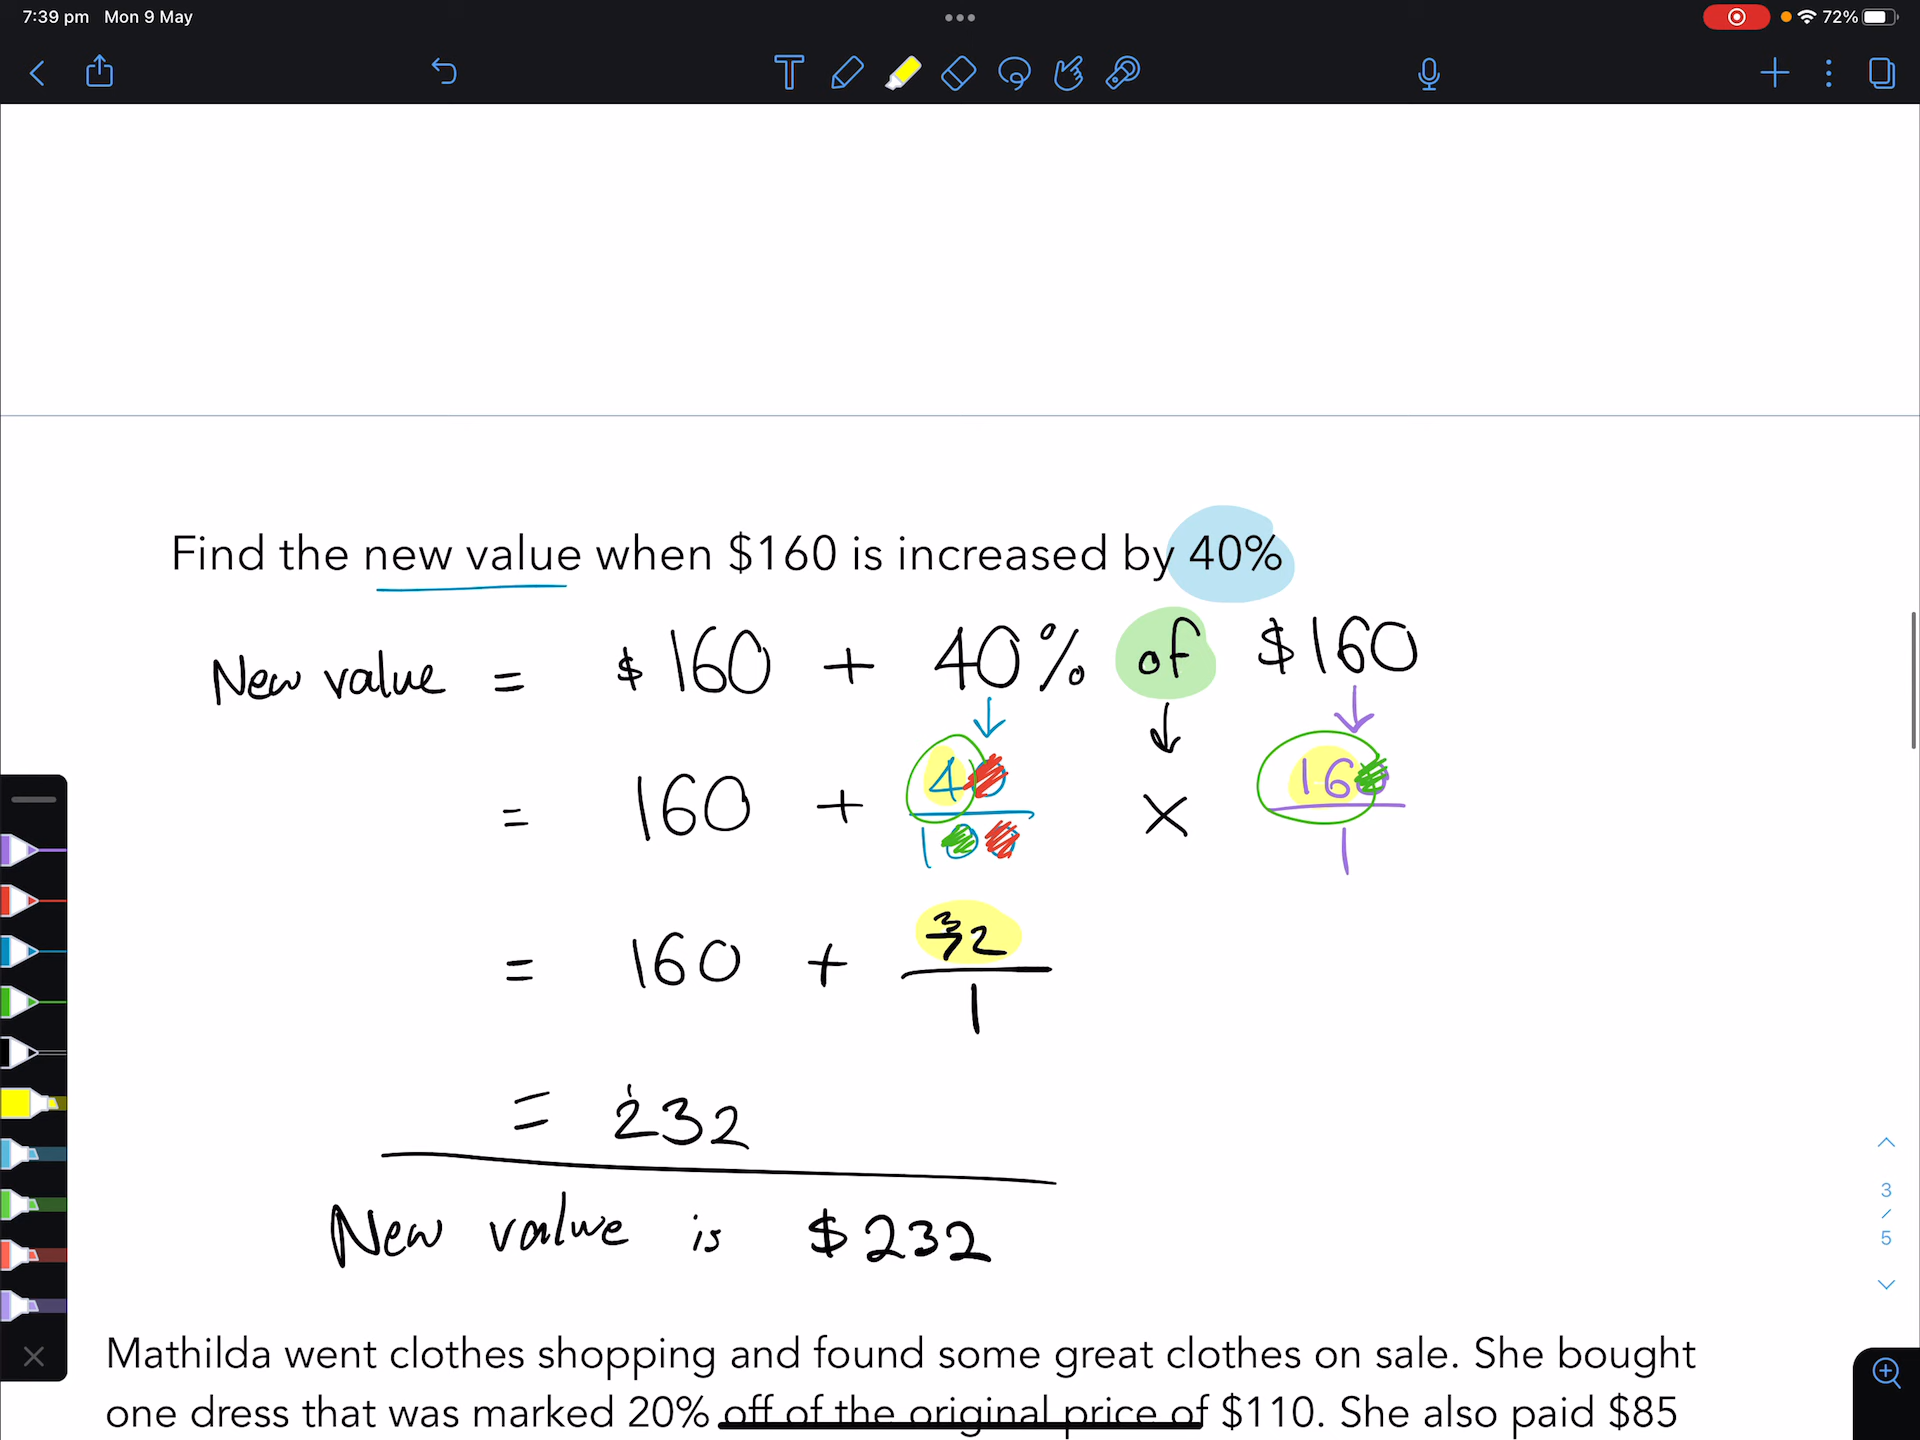 7:39 pm Mon 9 May
72%
Find the new value when $160 is increased by 40%
New value = $160 + 40% of $160
= 160 + 40/100 × 160/1
= 160 + 32/1
= 232
New value is $232
3
/
5
Mathilda went clothes shopping and found some great clothes on sale. She bought
one dress that was marked 20% off of the original price of $110. She also paid $85